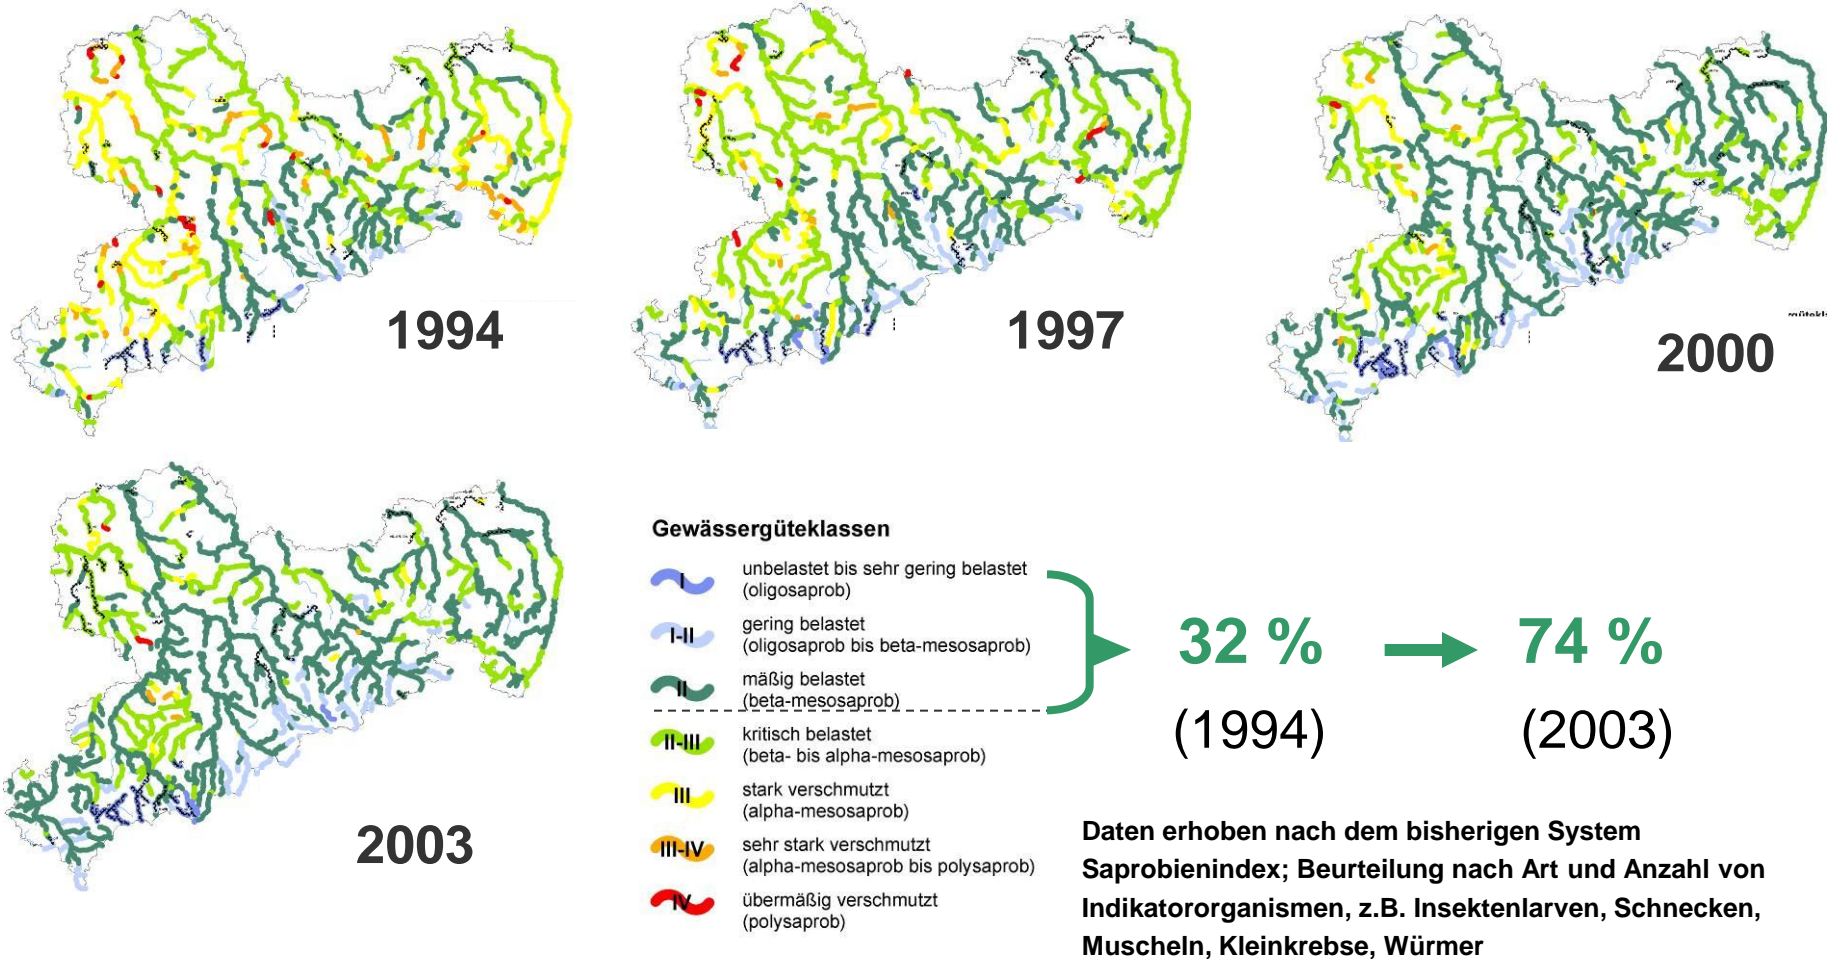 1994
1997
2000
2003
Gewässergüteklassen
I
unbelastet bis sehr gering belastet
(oligosaprob)
I-II
gering belastet
(oligosaprob bis beta-mesosaprob)
II
mäßig belastet
(beta-mesosaprob)
II-III
kritisch belastet
(beta- bis alpha-mesosaprob)
III
stark verschmutzt
(alpha-mesosaprob)
III-IV
sehr stark verschmutzt
(alpha-mesosaprob bis polysaprob)
IV
übermäßig verschmutzt
(polysaprob)
32 %
74 %
(1994)
(2003)
Daten erhoben nach dem bisherigen System
Saprobienindex; Beurteilung nach Art und Anzahl von
Indikatororganismen, z.B. Insektenlarven, Schnecken,
Muscheln, Kleinkrebse, Würmer